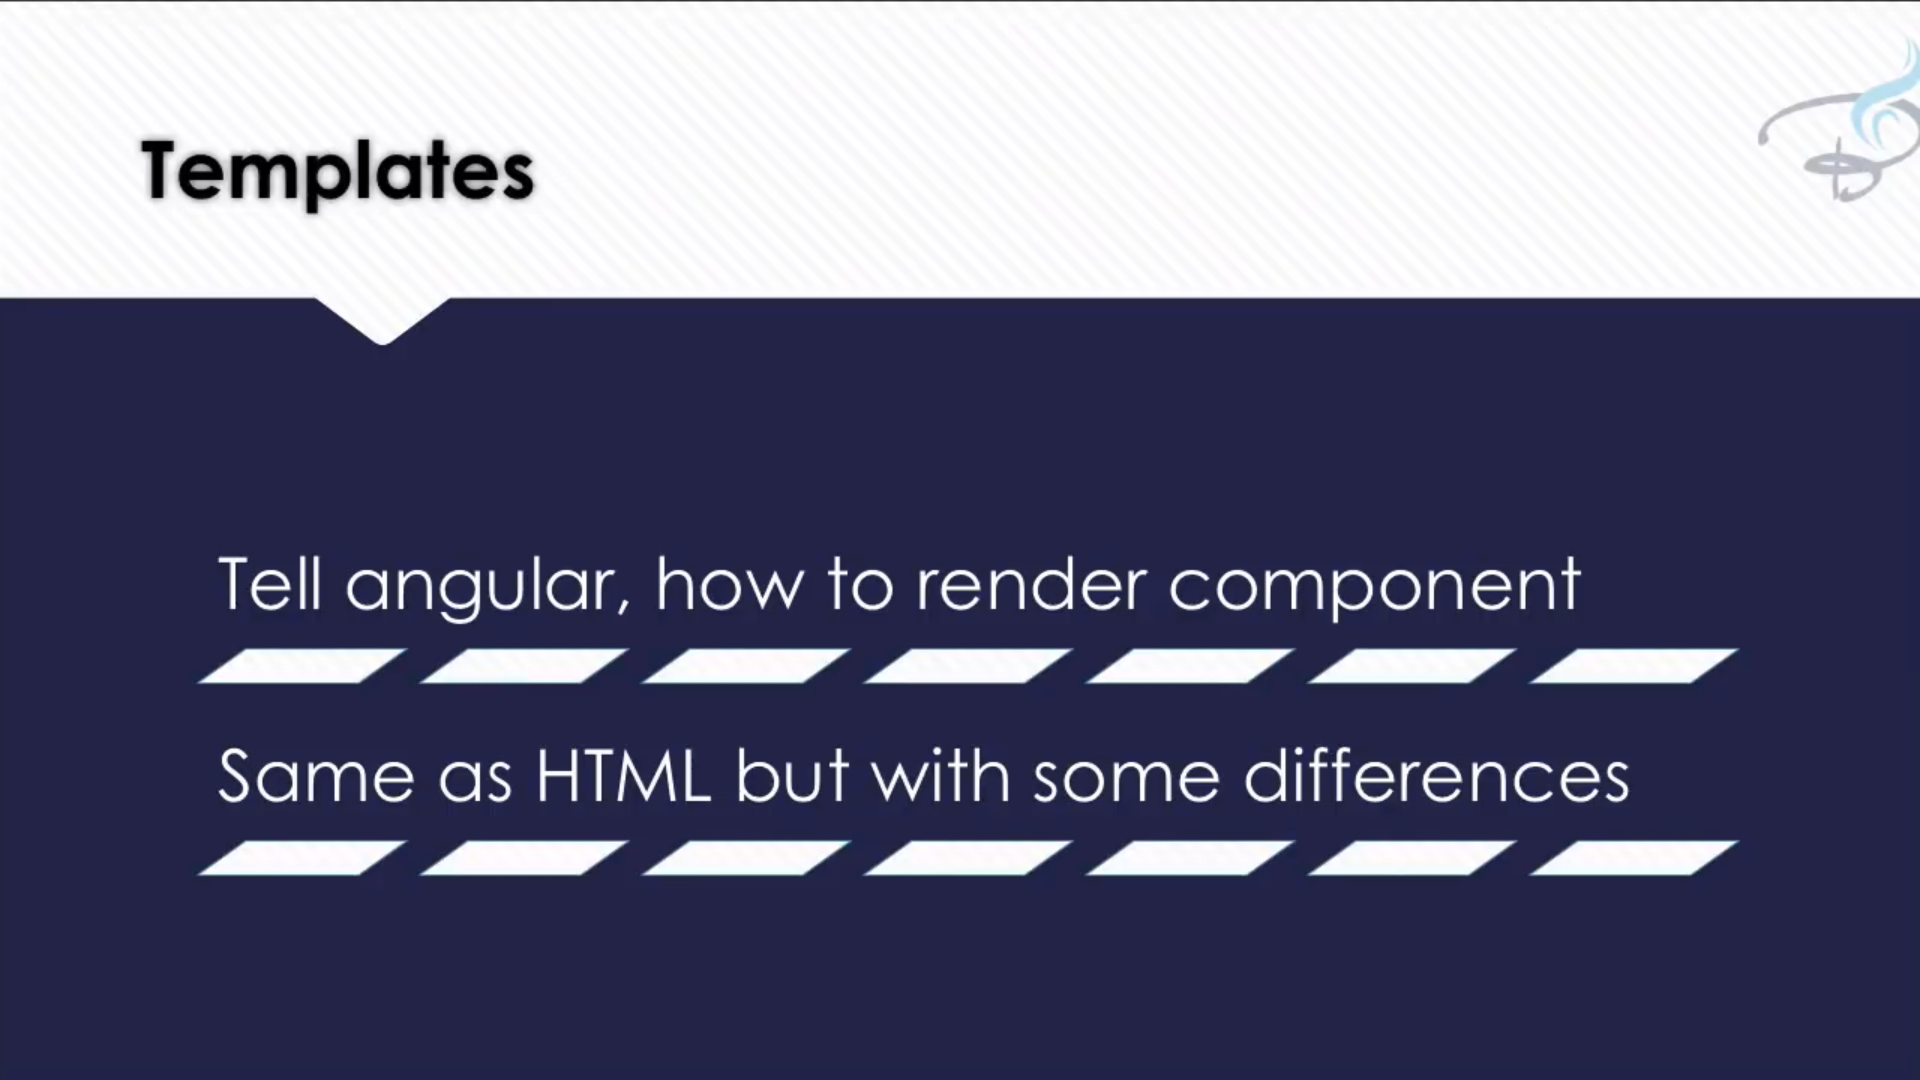 Templates
Tell angular, how to render component
Same as HTML but with some differences